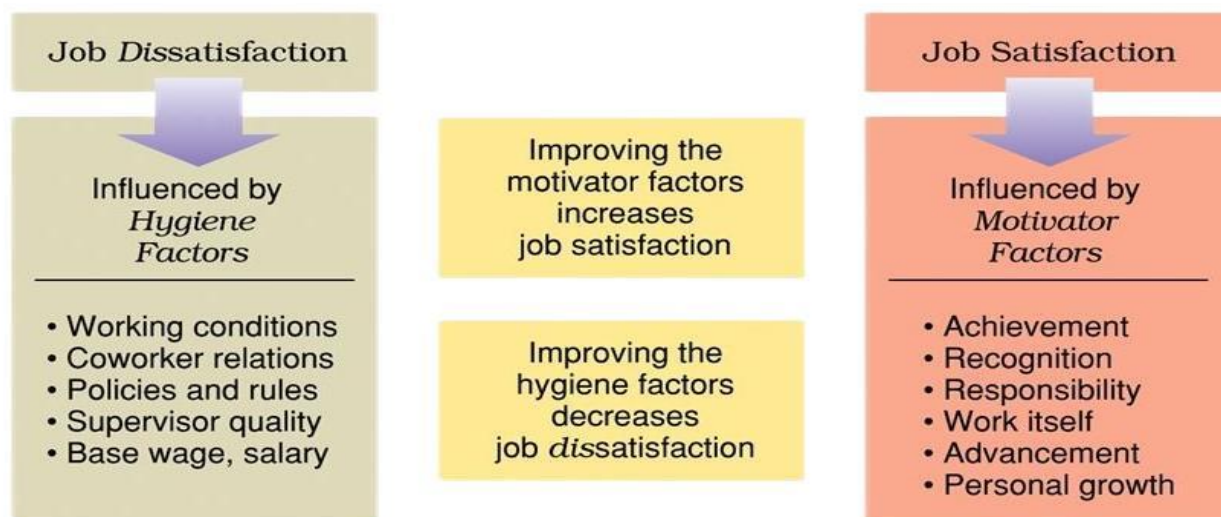 Job Dissatisfaction
Influenced by
Hygiene
Factors
• Working conditions
• Coworker relations
• Policies and rules
• Supervisor quality
• Base wage, salary
Improving the
motivator factors
increases
job satisfaction
Improving the
hygiene factors
decreases
job dissatisfaction
Job Satisfaction
Influenced by
Motivator
Factors
• Achievement
• Recognition
• Responsibility
• Work itself
• Advancement
• Personal growth